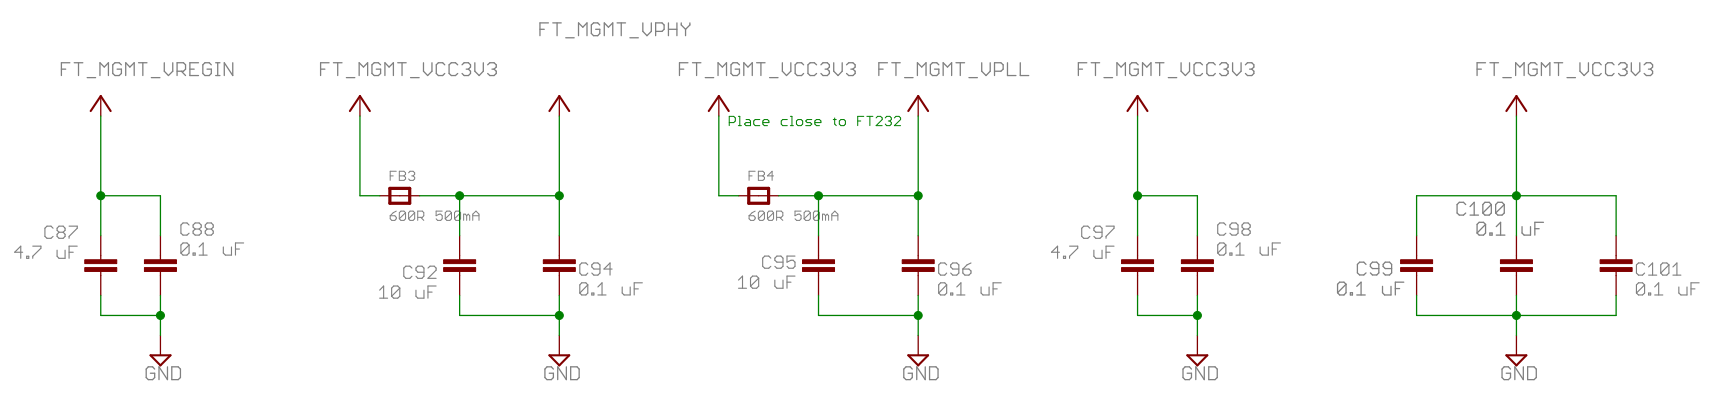 FT_MGMT_VPHY
FT_MGMT_VREGIN
FT_MGMT_VCC3V3
FT_MGMT_VCC3V3
FT_MGMT_VPLL
FT_MGMT_VCC3V3
FT_MGMT_VCC3V3
Place close to FT232
FB3
600R 500mA
FB4
600R 500mA
C87
4.7 uF
C88
0.1 uF
C92
10 uF
C94
0.1 uF
C95
10 uF
C96
0.1 uF
C97
4.7 uF
C98
0.1 uF
C100
0.1 uF
C99
0.1 uF
C101
0.1 uF
GND
GND
GND
GND
GND